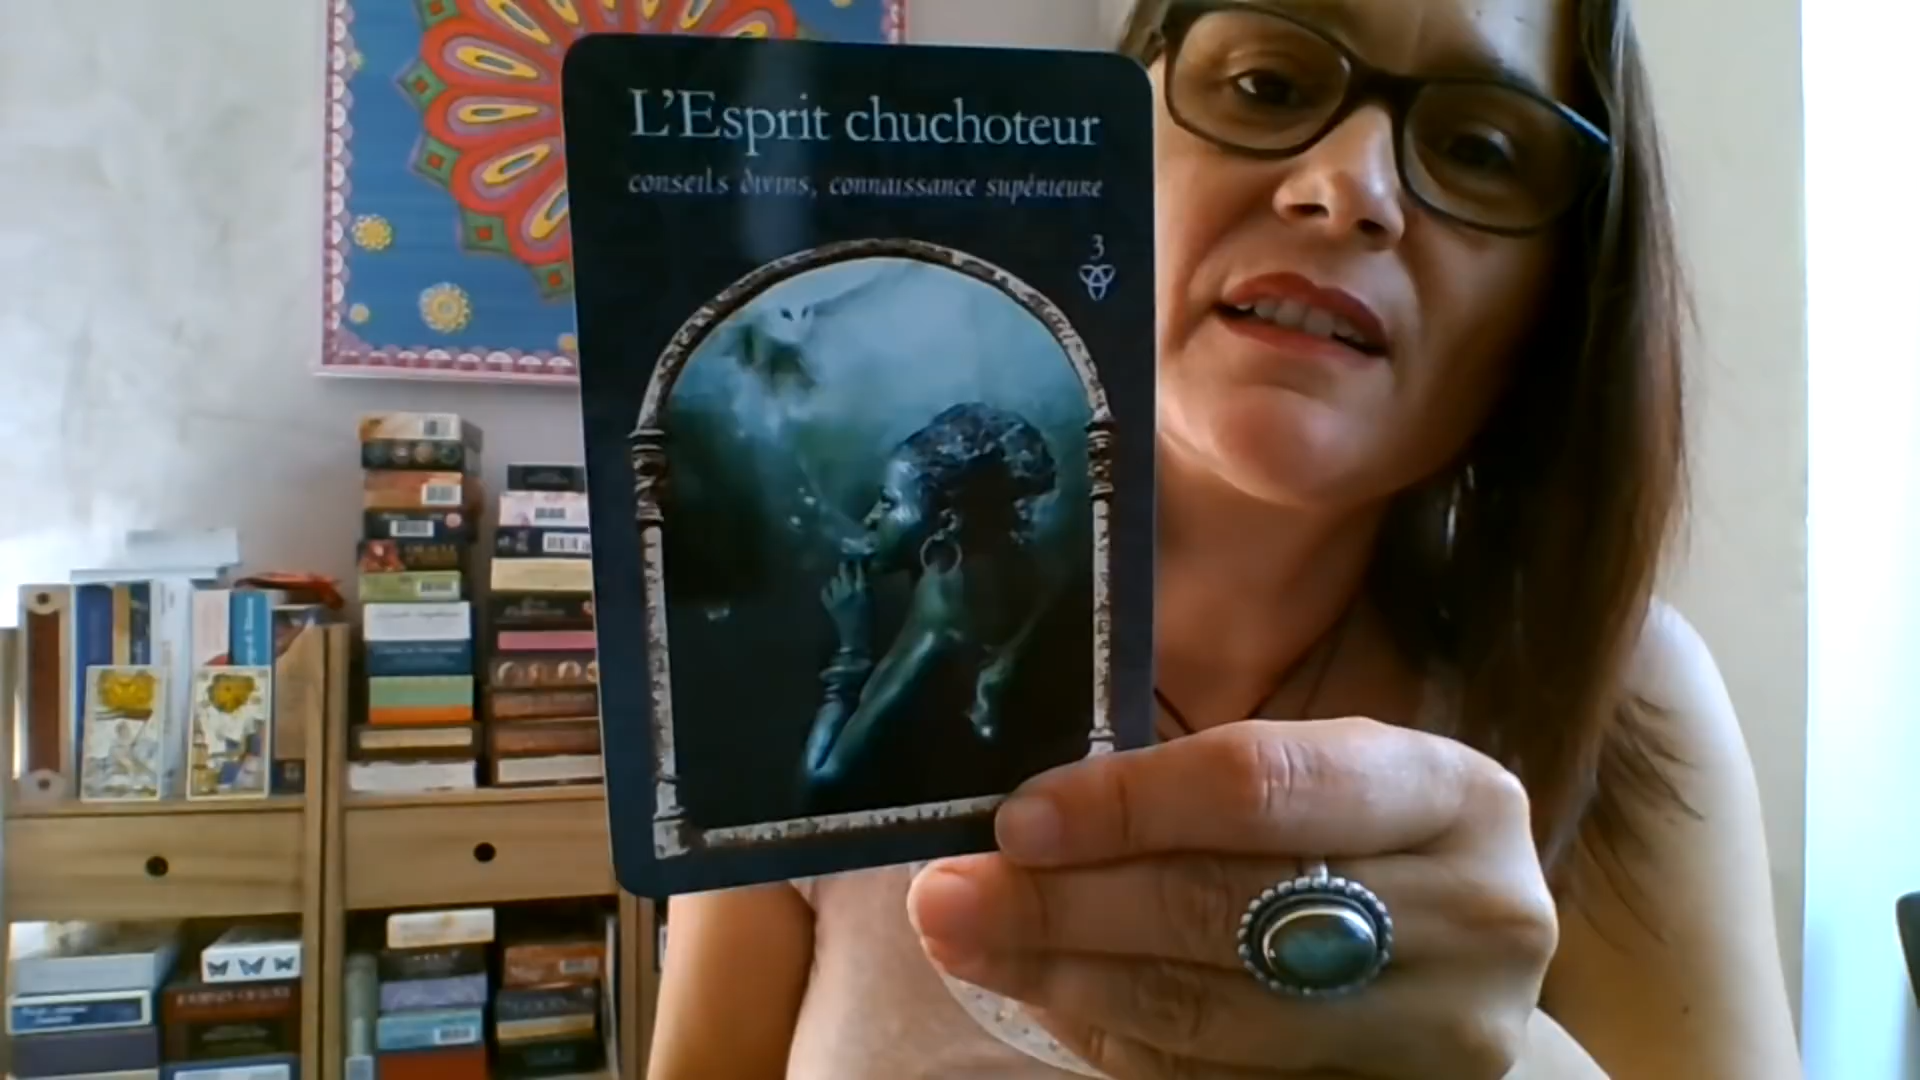 L'Esprit chuchoteur
conseils divins, connaissance supérieure
3